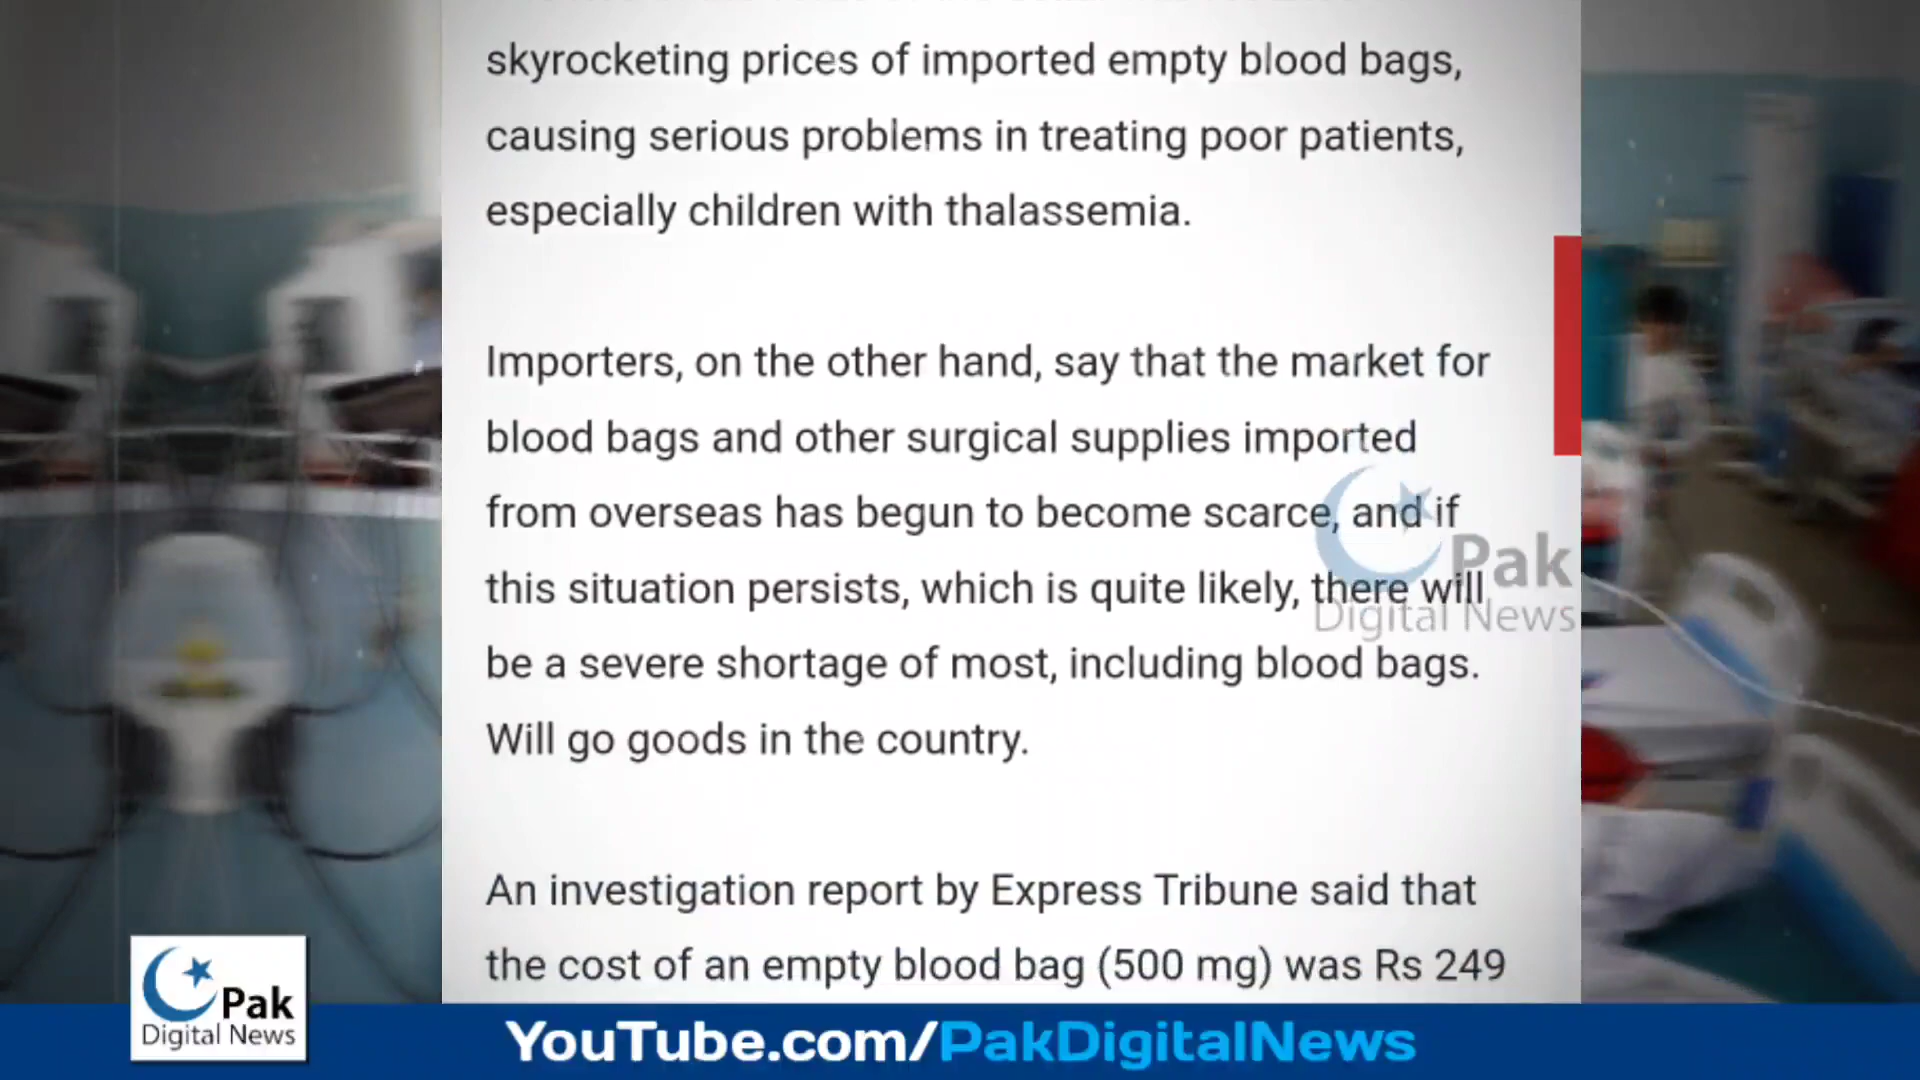 skyrocketing prices of imported empty blood bags,
causing serious problems in treating poor patients,
especially children with thalassemia.
Importers, on the other hand, say that the market for
blood bags and other surgical supplies imported
from overseas has begun to become scarce, and if
this situation persists, which is quite likely, there will
be a severe shortage of most, including blood bags.
Will go goods in the country.
An investigation report by Express Tribune said that
the cost of an empty blood bag (500 mg) was Rs 249
Pak
Digital News
Pak
Digital News
YouTube.com/PakDigitalNews